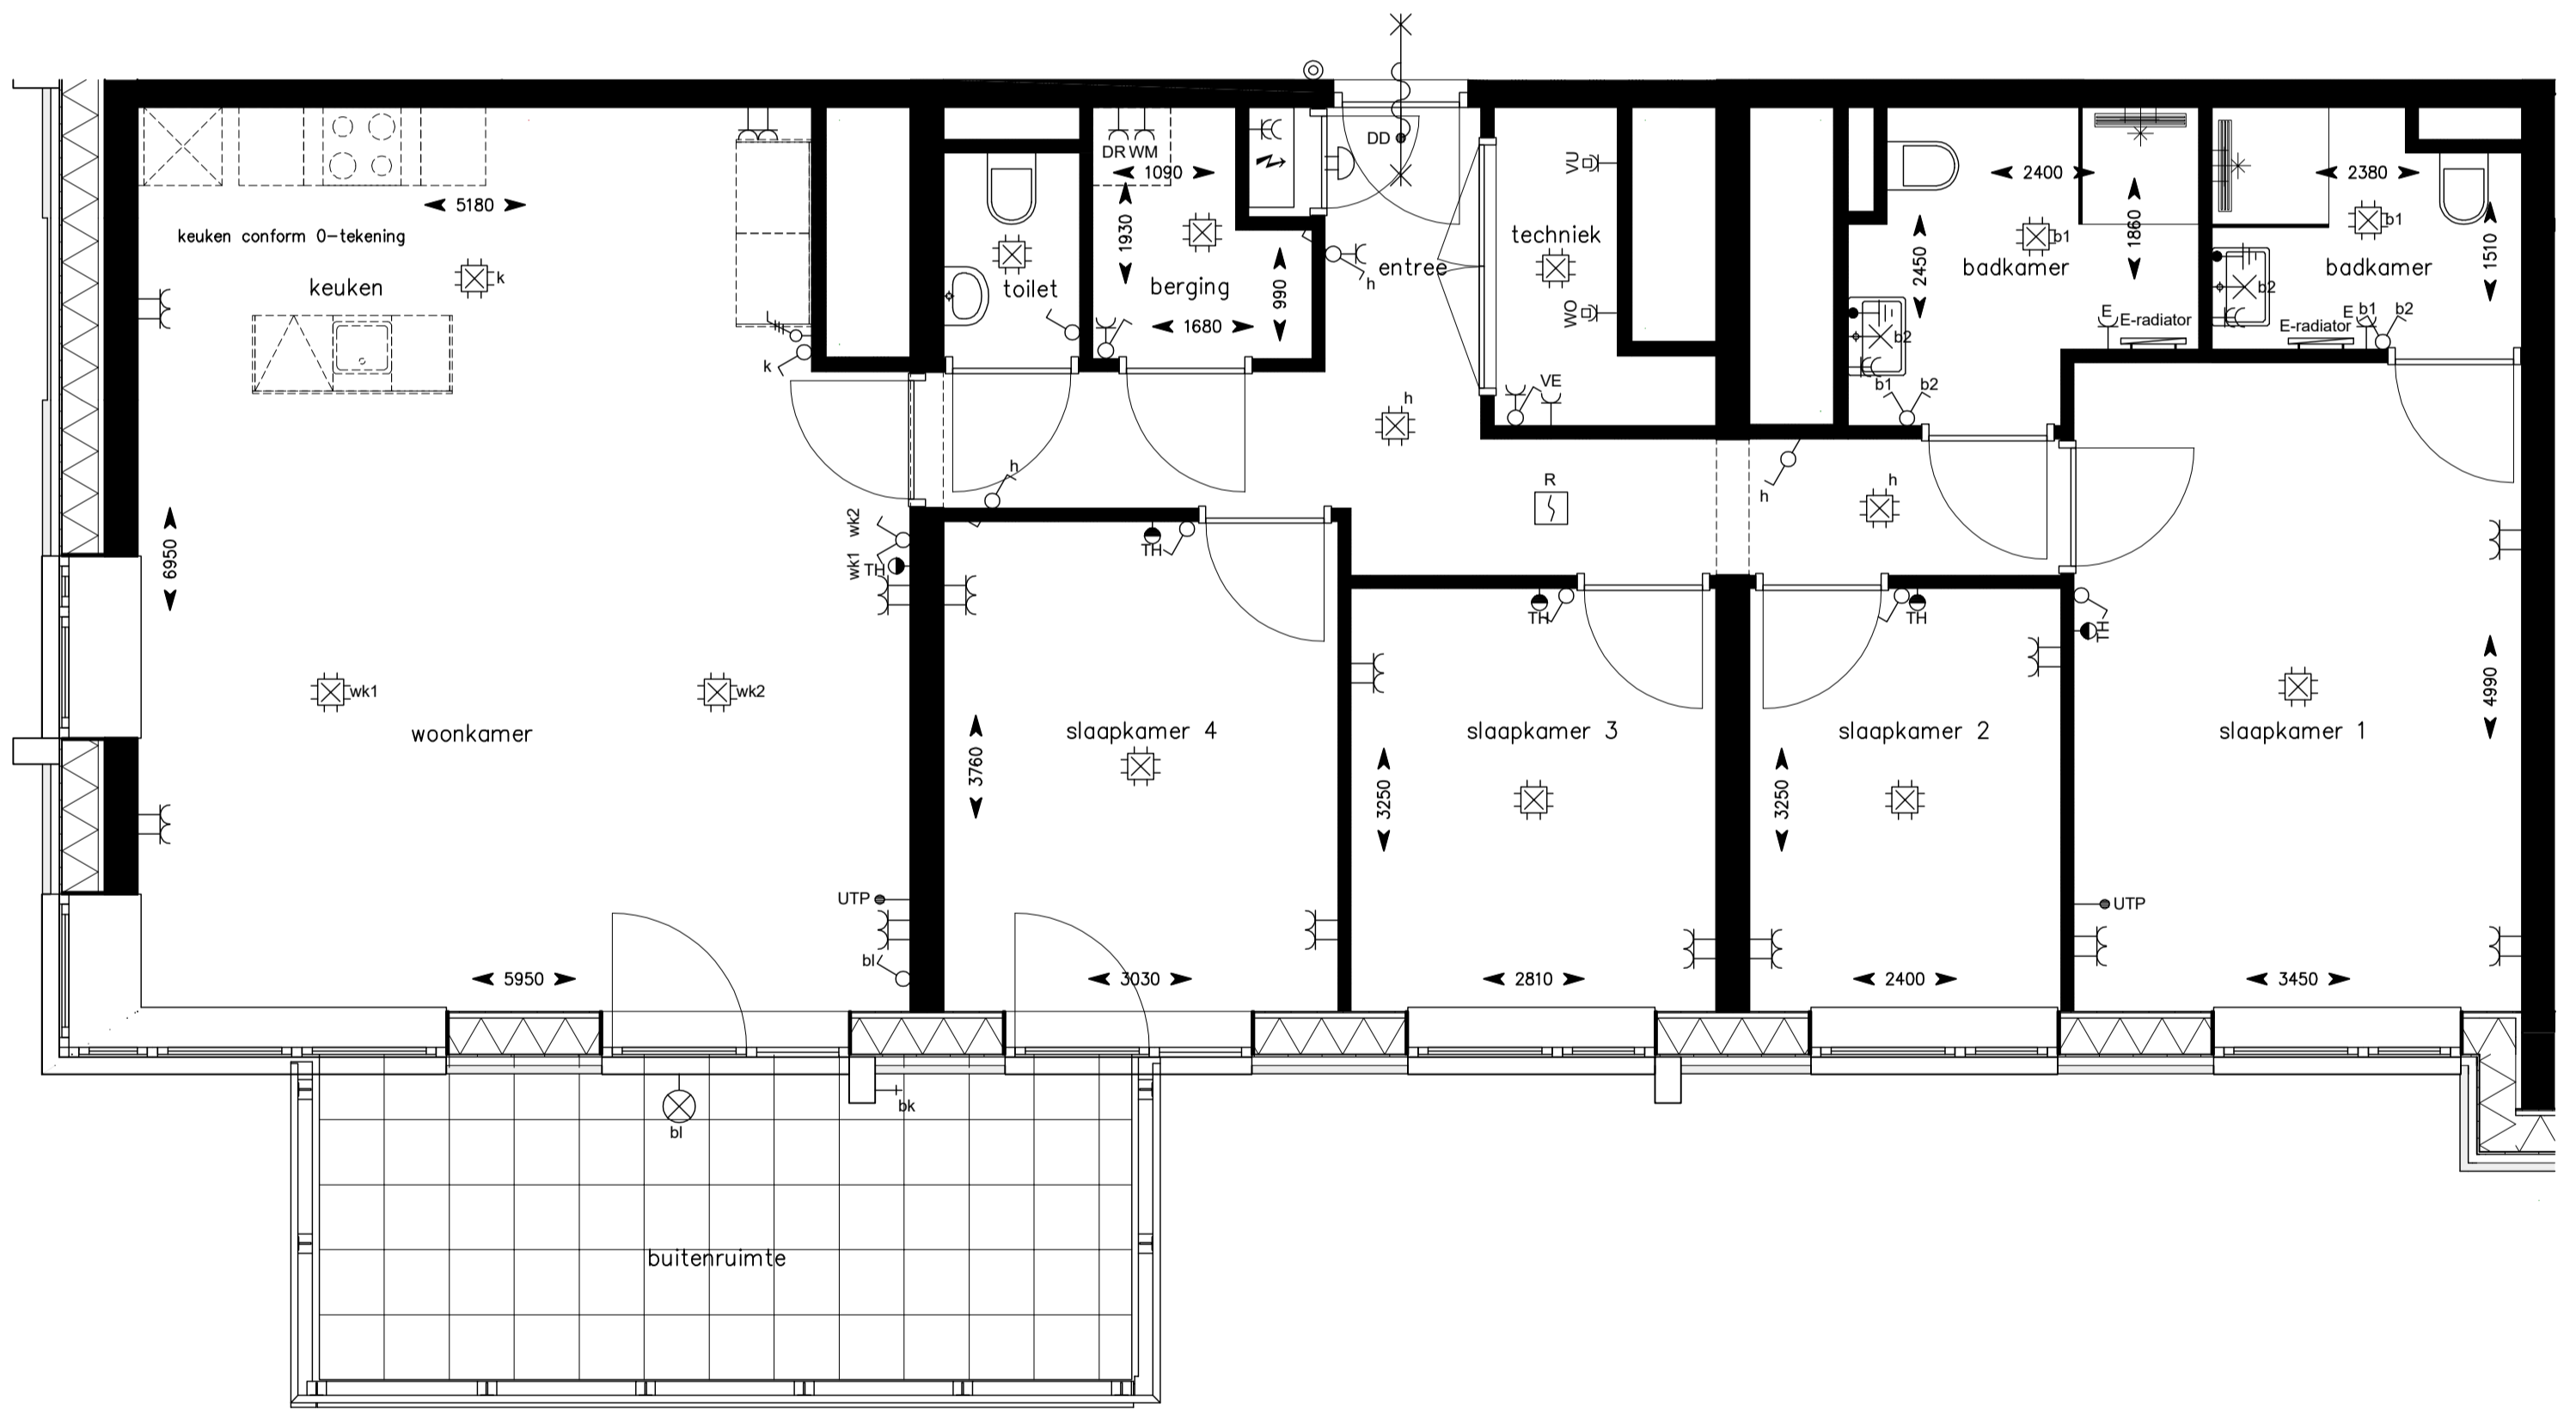 DD
DR WM
1090
5180
keuken conform 0-tekening
k
keuken
k
toilet
1930
berging
1680
990
entree
h
techniek
VU
WO
VE
h
2400
2450
b1
1860
badkamer
b2
E
E-radiator
b1
b2
2380
b1
1510
badkamer
b2
E-radiator
E
b1
b2
h
R
h
h
wk2
wk1
TH
6950
TH
TH
TH
TH
wk1
wk2
woonkamer
slaapkamer 4
slaapkamer 3
slaapkamer 2
slaapkamer 1
3760
3250
3250
4990
UTP
UTP
bl
5950
3030
2810
2400
3450
bk
bl
buitenruimte